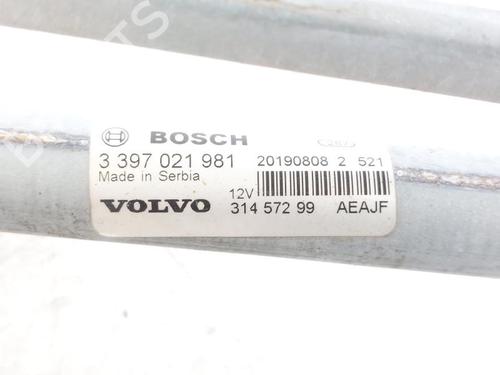 BOSCH
3 397 021 981 20190808 2 521
Made in Serbia
12V
VOLVO 314 572 99 AEAJF